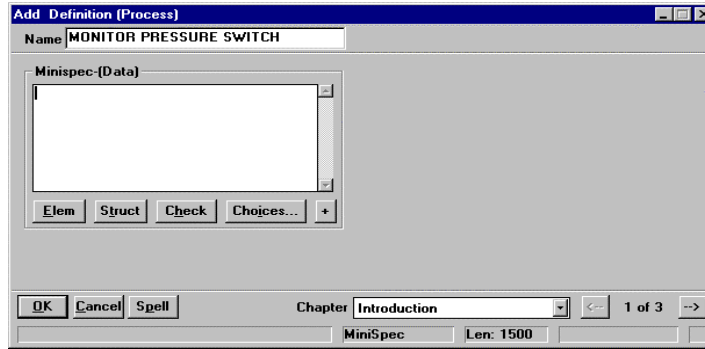 Add Definition (Process)
Name MONITOR PRESSURE SWITCH
Minispec-(Data)
Elem Struct Check Choices... +
OK Cancel Spell Chapter Introduction <-- 1 of 3 -->
MiniSpec Len: 1500